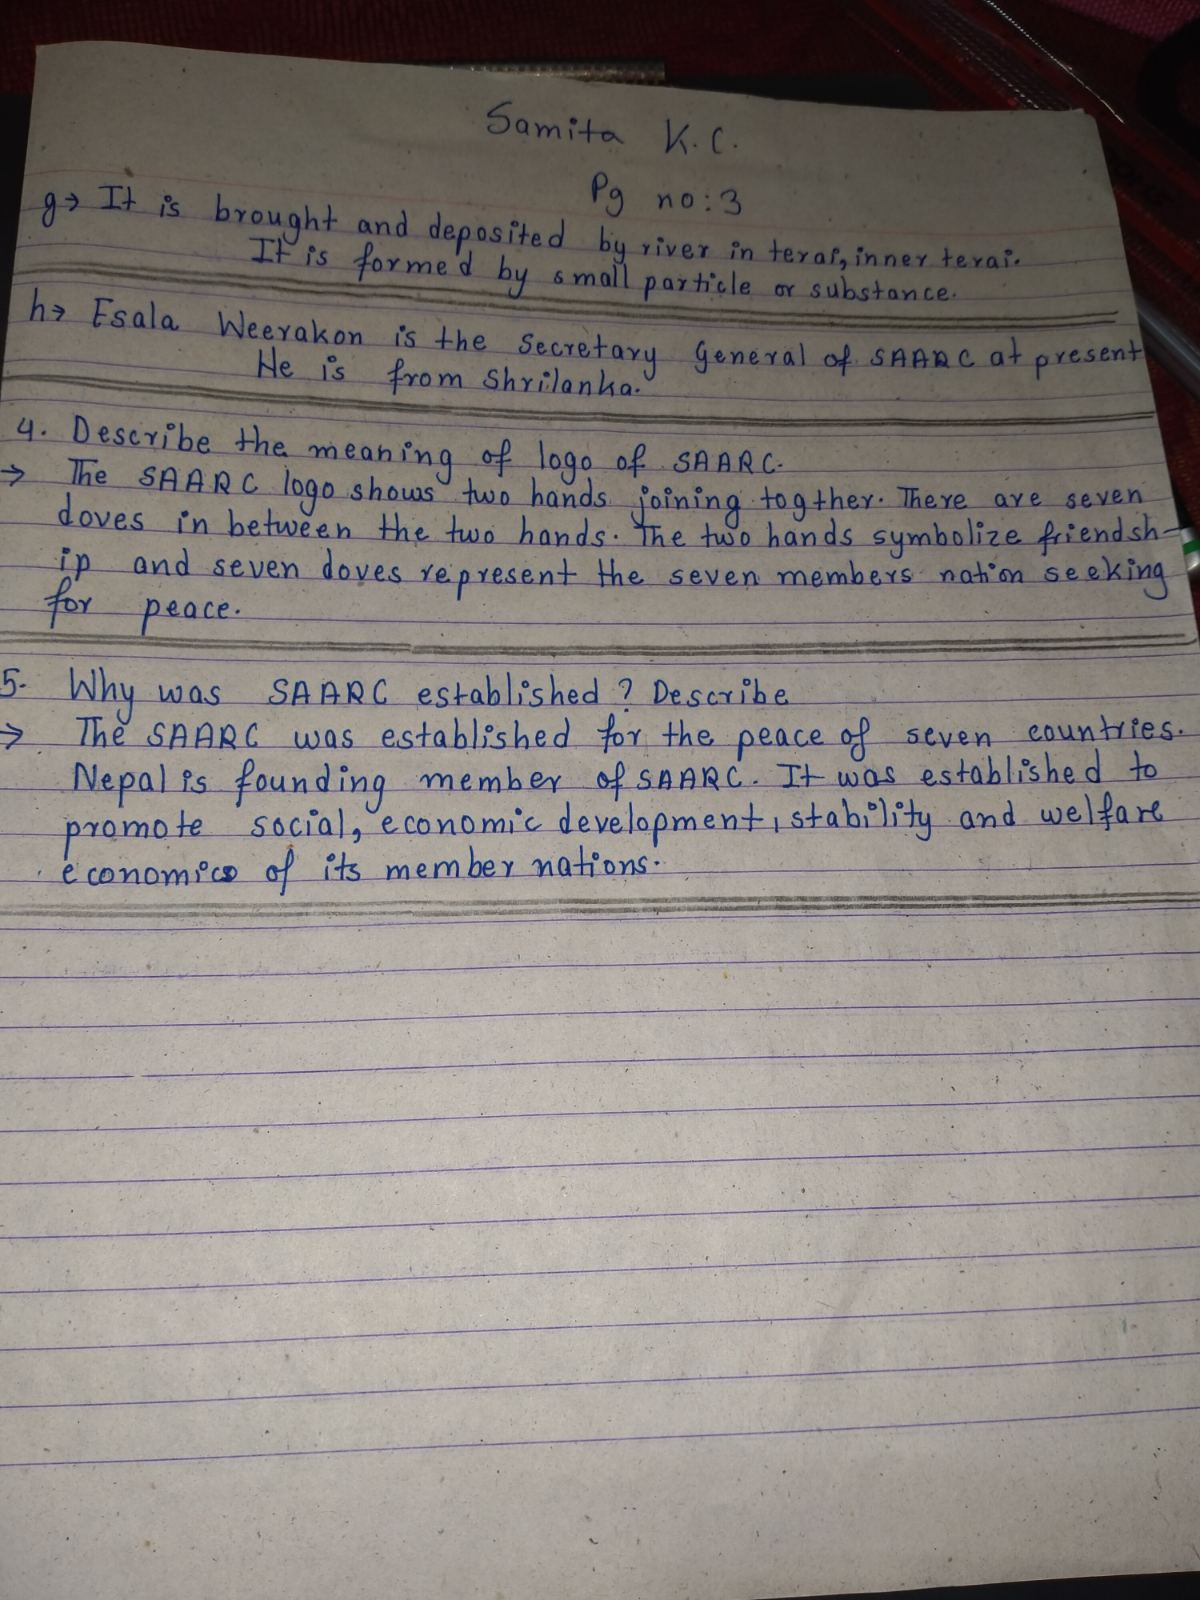 Samita K.C.
Pg no:3
g→ It is brought and deposited by river in terai, inner terai.
It is formed by small particle or substance.
h→ Esala Weerakon is the Secretary General of SAARC at present
He is from Shrilanka.
4. Describe the meaning of logo of SAARC.
→ The SAARC logo shows two hands joining togther. There are seven
doves in between the two hands. The two hands symbolize friendsh-
ip and seven doves represent the seven members nation seeking
for peace.
5. Why was SAARC established? Describe
→ The SAARC was established for the peace of seven countries.
Nepal is founding member of SAARC. It was established to
promote social, economic development, stability and welfare
economics of its member nations.